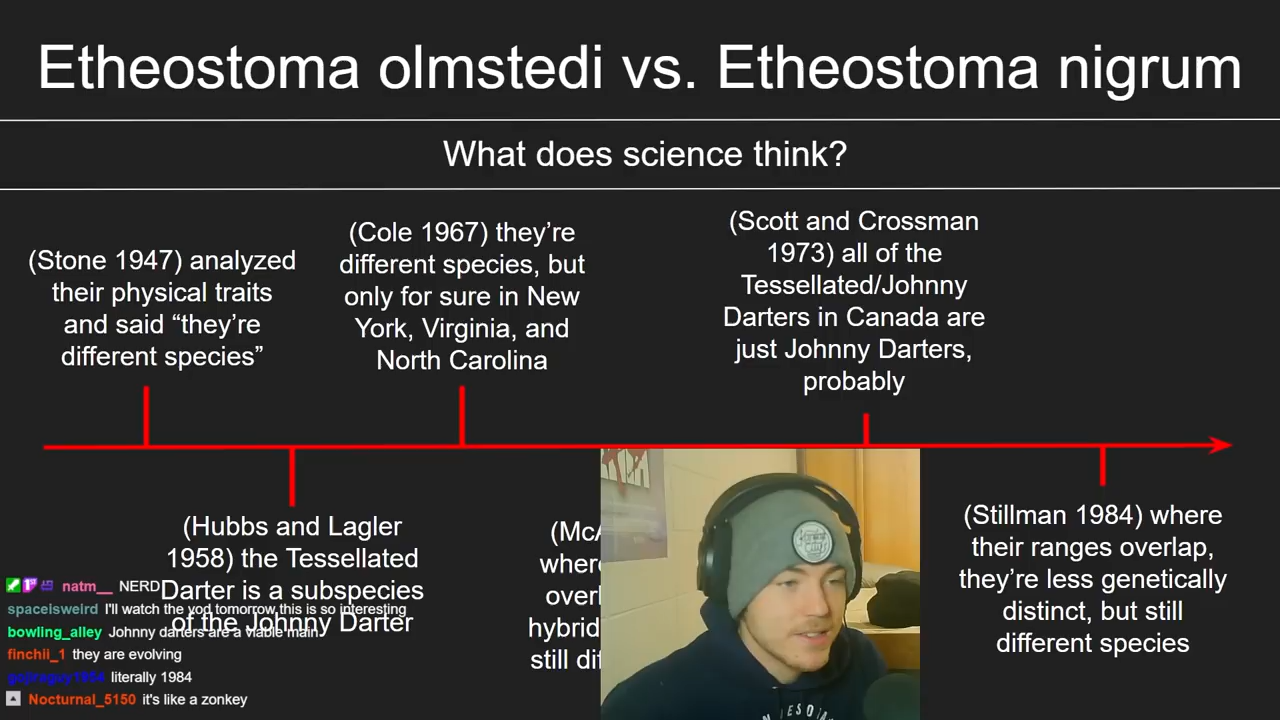 Etheostoma olmstedi vs. Etheostoma nigrum
What does science think?
(Stone 1947) analyzed
their physical traits
and said “they’re
different species”
(Cole 1967) they’re
different species, but
only for sure in New
York, Virginia, and
North Carolina
(Scott and Crossman
1973) all of the
Tessellated/Johnny
Darters in Canada are
just Johnny Darters,
probably
(Hubbs and Lagler
1958) the Tessellated
Darter is a subspecies
of the Johnny Darter
(Stillman 1984) where
their ranges overlap,
they’re less genetically
distinct, but still
different species
natm__ NERD
spaceisweird I'll watch the vod tomorrow this is so interesting
bowling_alley Johnny darters are a viable main
finchii_1 they are evolving
literally 1984
Nocturnal_5150 it's like a zonkey